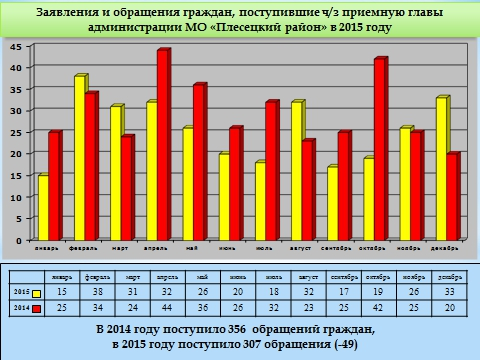 Заявления и обращения граждан, поступившие ч/з приемную главы
администрации МО «Плесецкий район» в 2015 году
45
40
35
30
25
20
15
10
5
0
январь февраль март апрель май июнь июль август сентябрь октябрь ноябрь декабрь
январь февраль март апрель май июнь июль август сентябрь октябрь ноябрь декабрь
2015 15 38 31 32 26 20 18 32 17 19 26 33
2014 25 34 24 44 36 26 32 23 25 42 25 20
В 2014 году поступило 356 обращений граждан,
в 2015 году поступило 307 обращения (-49)